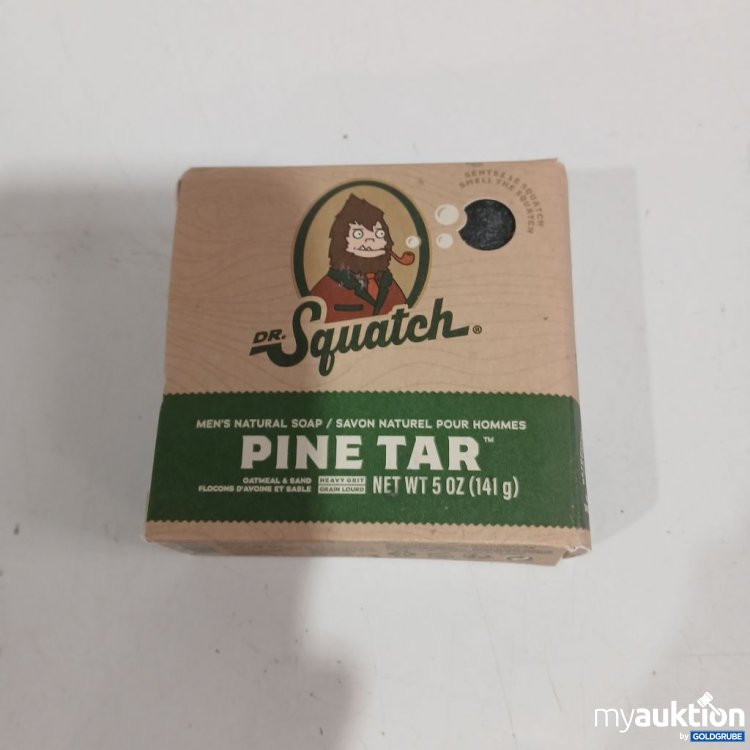 SENTEZ LE SQUATCH
SMELL THE SQUATCH
DR. Squatch®
MEN'S NATURAL SOAP / SAVON NATUREL POUR HOMMES
PINE TAR™
OATMEAL & SAND HEAVY GRIT
FLOCONS D'AVOINE ET SABLE GRAIN LOURD
NET WT 5 OZ (141 g)
myauktion
by GOLDGRUBE